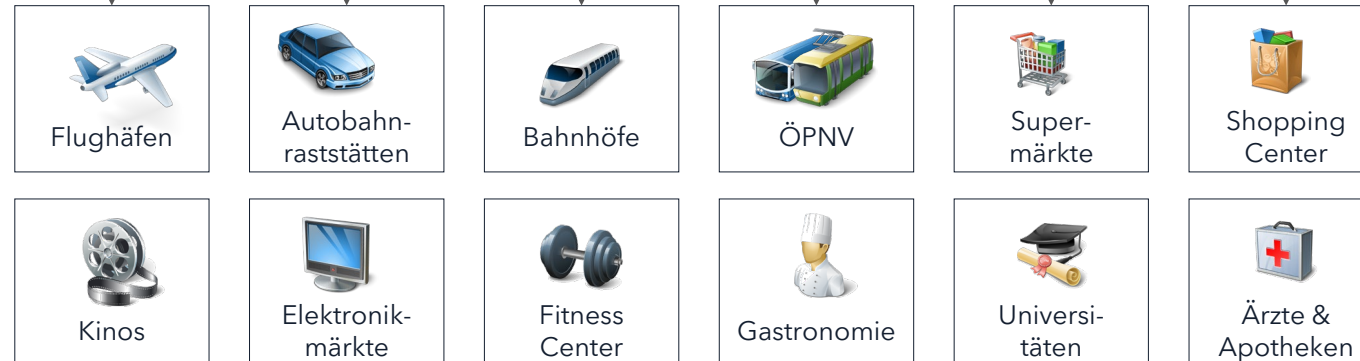 Flughäfen
Autobahn-
raststätten
Bahnhöfe
ÖPNV
Super-
märkte
Shopping
Center
Kinos
Elektronik-
märkte
Fitness
Center
Gastronomie
Universi-
täten
Ärzte &
Apotheken